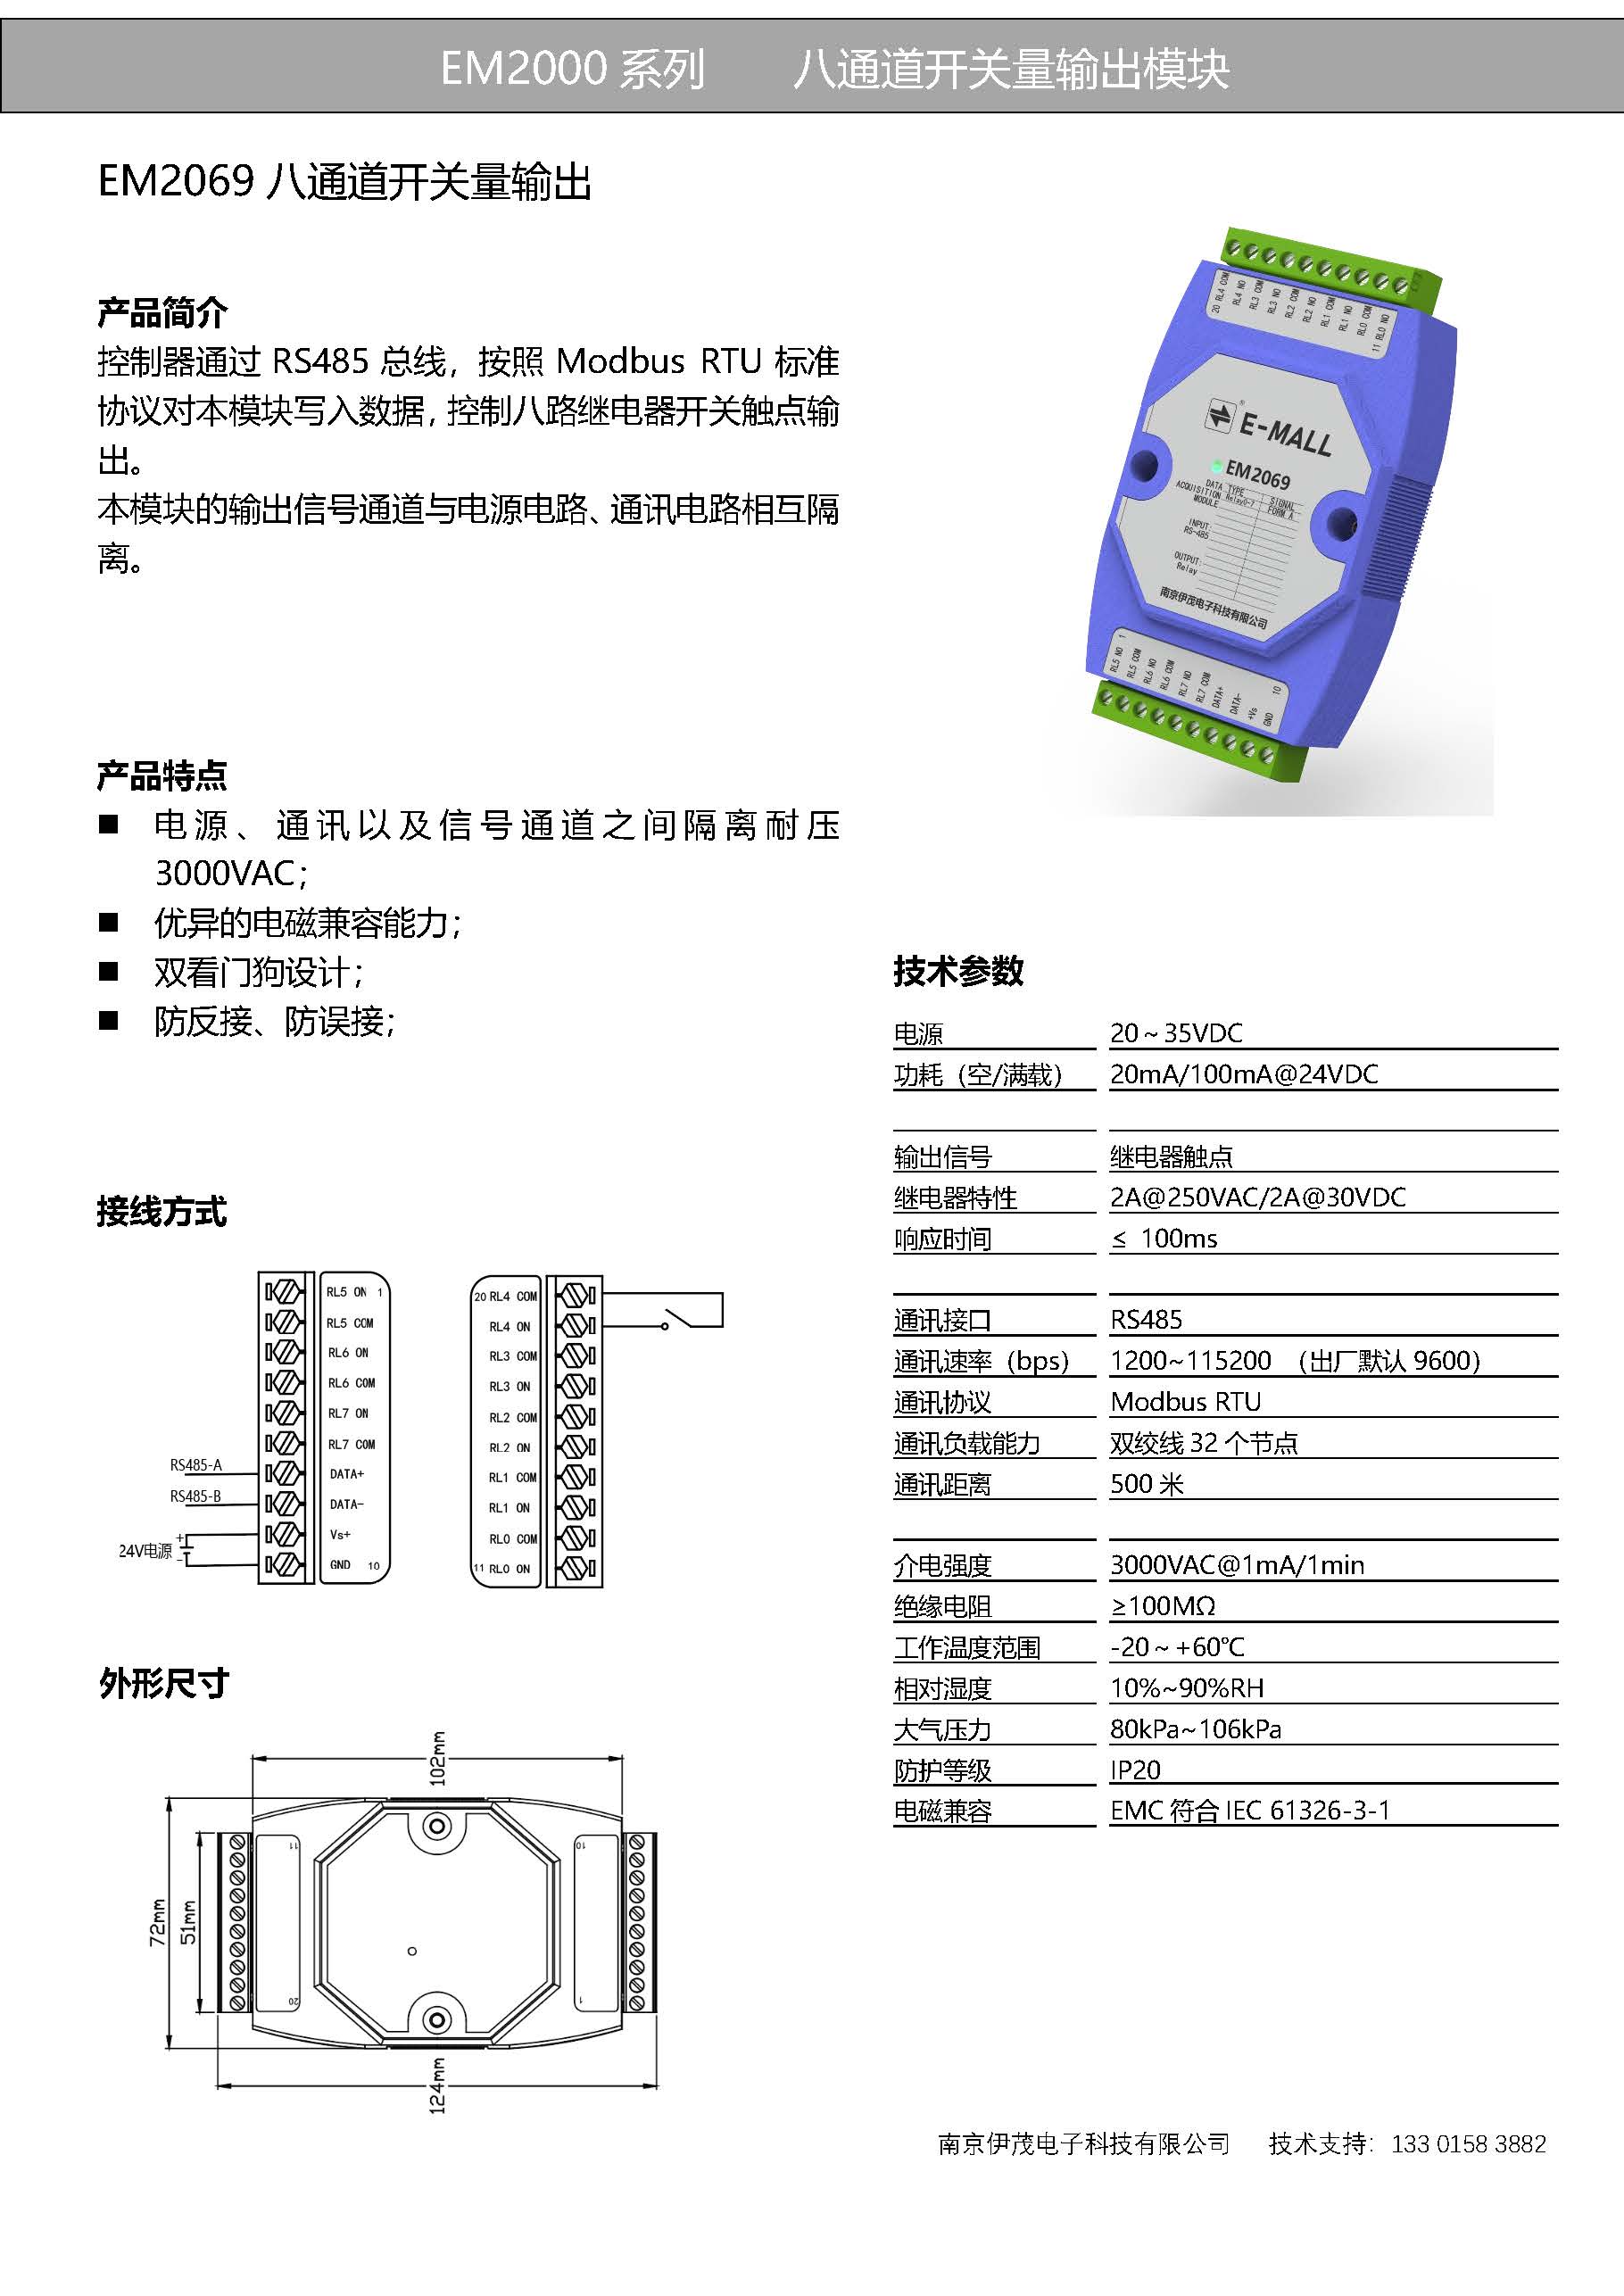 EM2000 系列 八通道开关量输出模块
EM2069 八通道开关量输出
产品简介
控制器通过 RS485 总线，按照 Modbus RTU 标准
协议对本模块写入数据，控制八路继电器开关触点输
出。
本模块的输出信号通道与电源电路、通讯电路相互隔
离。
20 RL4 COM
RL4 NO
RL3 COM
RL3 NO
RL2 COM
RL2 NO
RL1 COM
RL1 NO
RL0 COM
11 RL0 NO
E-MALL
®
EM2069
DATA
ACQUISITION
MODULE
TYPE
Relay0-7
SIGNAL
FORM A
INPUT:
RS-485
OUTPUT:
Relay
南京伊茂电子科技有限公司
RL5 NO 1
RL5 COM
RL6 NO
RL6 COM
RL7 NO
RL7 COM
DATA+
DATA-
+Vs
GND 10
产品特点
■ 电源、通讯以及信号通道之间隔离耐压
3000VAC；
■ 优异的电磁兼容能力；
■ 双看门狗设计；
■ 防反接、防误接；
接线方式
RL5 ON 1
RL5 COM
RL6 ON
RL6 COM
RL7 ON
RL7 COM
RS485-A DATA+
RS485-B DATA-
+ Vs+
24V电源
- GND 10
20 RL4 COM
RL4 ON
RL3 COM
RL3 ON
RL2 COM
RL2 ON
RL1 COM
RL1 ON
RL0 COM
11 RL0 ON
外形尺寸
102mm
72mm
51mm
11
10
20
1
124mm
技术参数
电源 20～35VDC
功耗（空/满载） 20mA/100mA@24VDC
输出信号 继电器触点
继电器特性 2A@250VAC/2A@30VDC
响应时间 ≤ 100ms
通讯接口 RS485
通讯速率（bps） 1200~115200 （出厂默认 9600）
通讯协议 Modbus RTU
通讯负载能力 双绞线 32 个节点
通讯距离 500 米
介电强度 3000VAC@1mA/1min
绝缘电阻 ≥100MΩ
工作温度范围 -20～+60℃
相对湿度 10%~90%RH
大气压力 80kPa~106kPa
防护等级 IP20
电磁兼容 EMC 符合 IEC 61326-3-1
南京伊茂电子科技有限公司 技术支持：133 0158 3882